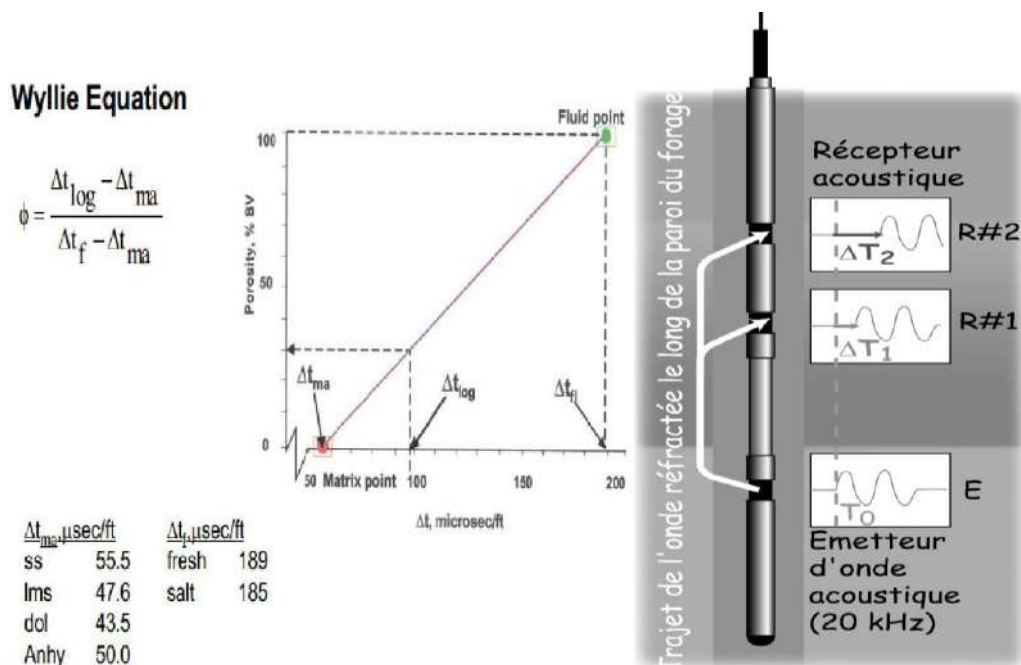 Wyllie Equation
ϕ = (Δt_log − Δt_ma) / (Δt_f − Δt_ma)
Fluid point
100
50
0
Porosity, % BV
Δt_ma
Δt_log
Δt_fl
50 Matrix point 100 150 200
Δt, microsec/ft
Δt_ma, μsec/ft Δt_f, μsec/ft
ss 55.5 fresh 189
lms 47.6 salt 185
dol 43.5
Anhy 50.0
Trajet de l'onde réfractée le long de la paroi du forage
Récepteur
acoustique
R#2
ΔT2
R#1
ΔT1
E
T0
Emetteur
d'onde
acoustique
(20 kHz)